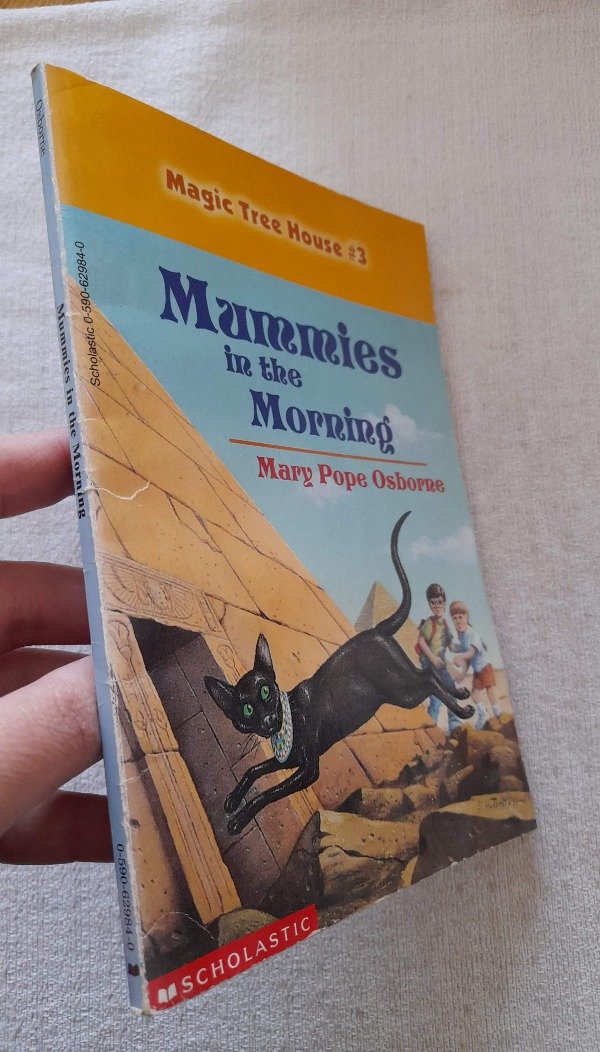 Magic Tree House #3
Mummies
in the
Morning
Mary Pope Osborne
SCHOLASTIC
Osborne
Scholastic 0-590-62984-0
Mummies in the Morning
0-590-62984-0